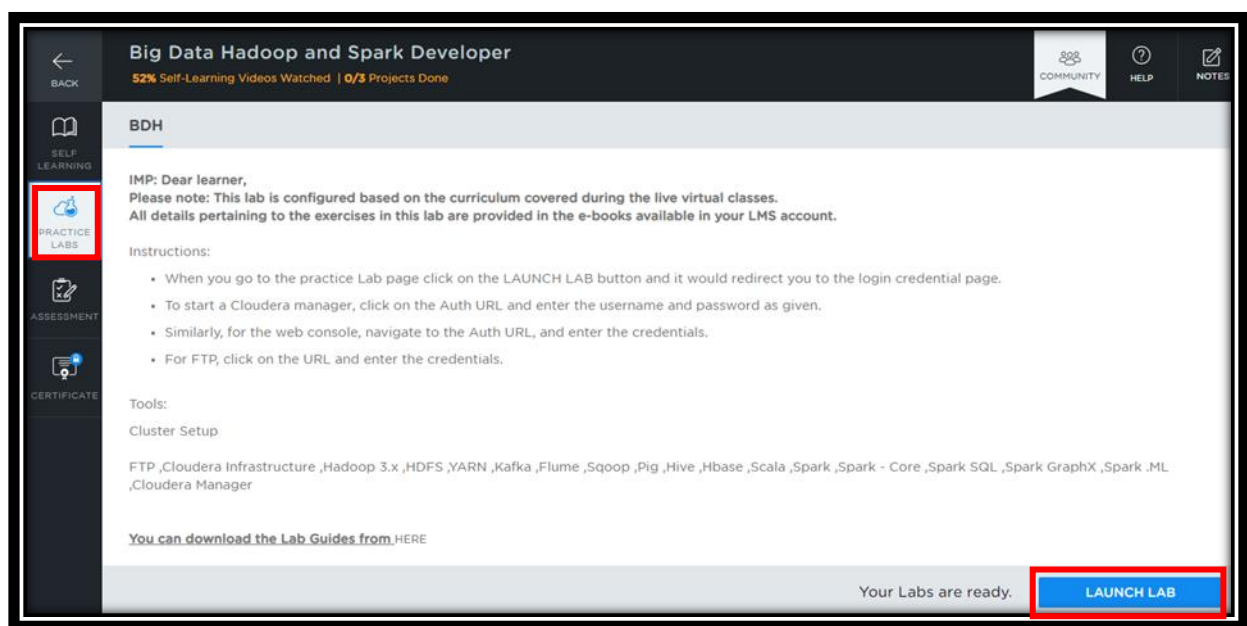 Big Data Hadoop and Spark Developer
52% Self-Learning Videos Watched | 0/3 Projects Done
BACK
COMMUNITY
HELP
NOTES
SELF
LEARNING
PRACTICE
LABS
ASSESSMENT
CERTIFICATE
BDH
IMP: Dear learner,
Please note: This lab is configured based on the curriculum covered during the live virtual classes.
All details pertaining to the exercises in this lab are provided in the e-books available in your LMS account.
Instructions:
• When you go to the practice Lab page click on the LAUNCH LAB button and it would redirect you to the login credential page.
• To start a Cloudera manager, click on the Auth URL and enter the username and password as given.
• Similarly, for the web console, navigate to the Auth URL, and enter the credentials.
• For FTP, click on the URL and enter the credentials.
Tools:
Cluster Setup
FTP ,Cloudera Infrastructure ,Hadoop 3.x ,HDFS ,YARN ,Kafka ,Flume ,Sqoop ,Pig ,Hive ,Hbase ,Scala ,Spark ,Spark - Core ,Spark SQL ,Spark GraphX ,Spark .ML
,Cloudera Manager
You can download the Lab Guides from HERE
Your Labs are ready.
LAUNCH LAB